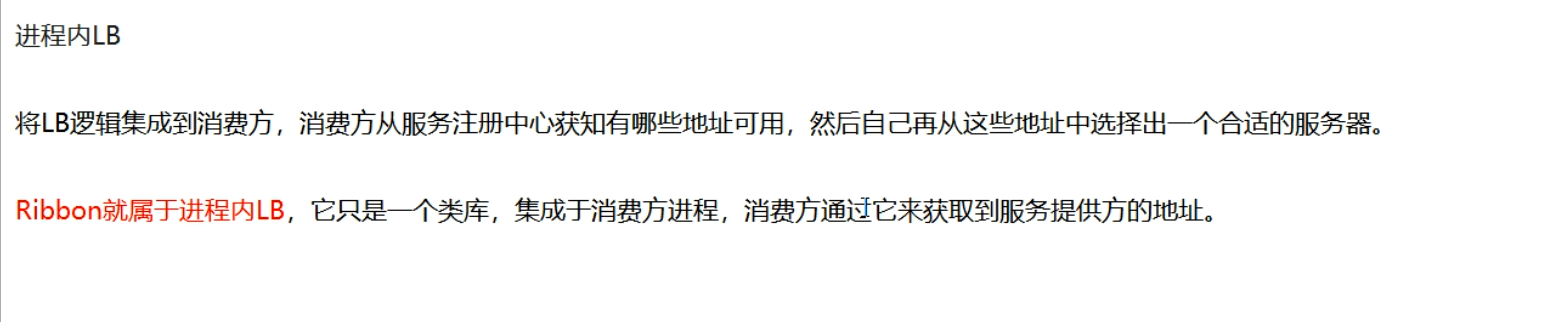 进程内LB
将LB逻辑集成到消费方，消费方从服务注册中心获知有哪些地址可用，然后自己再从这些地址中选择出一个合适的服务器。
Ribbon就属于进程内LB，它只是一个类库，集成于消费方进程，消费方通过它来获取到服务提供方的地址。